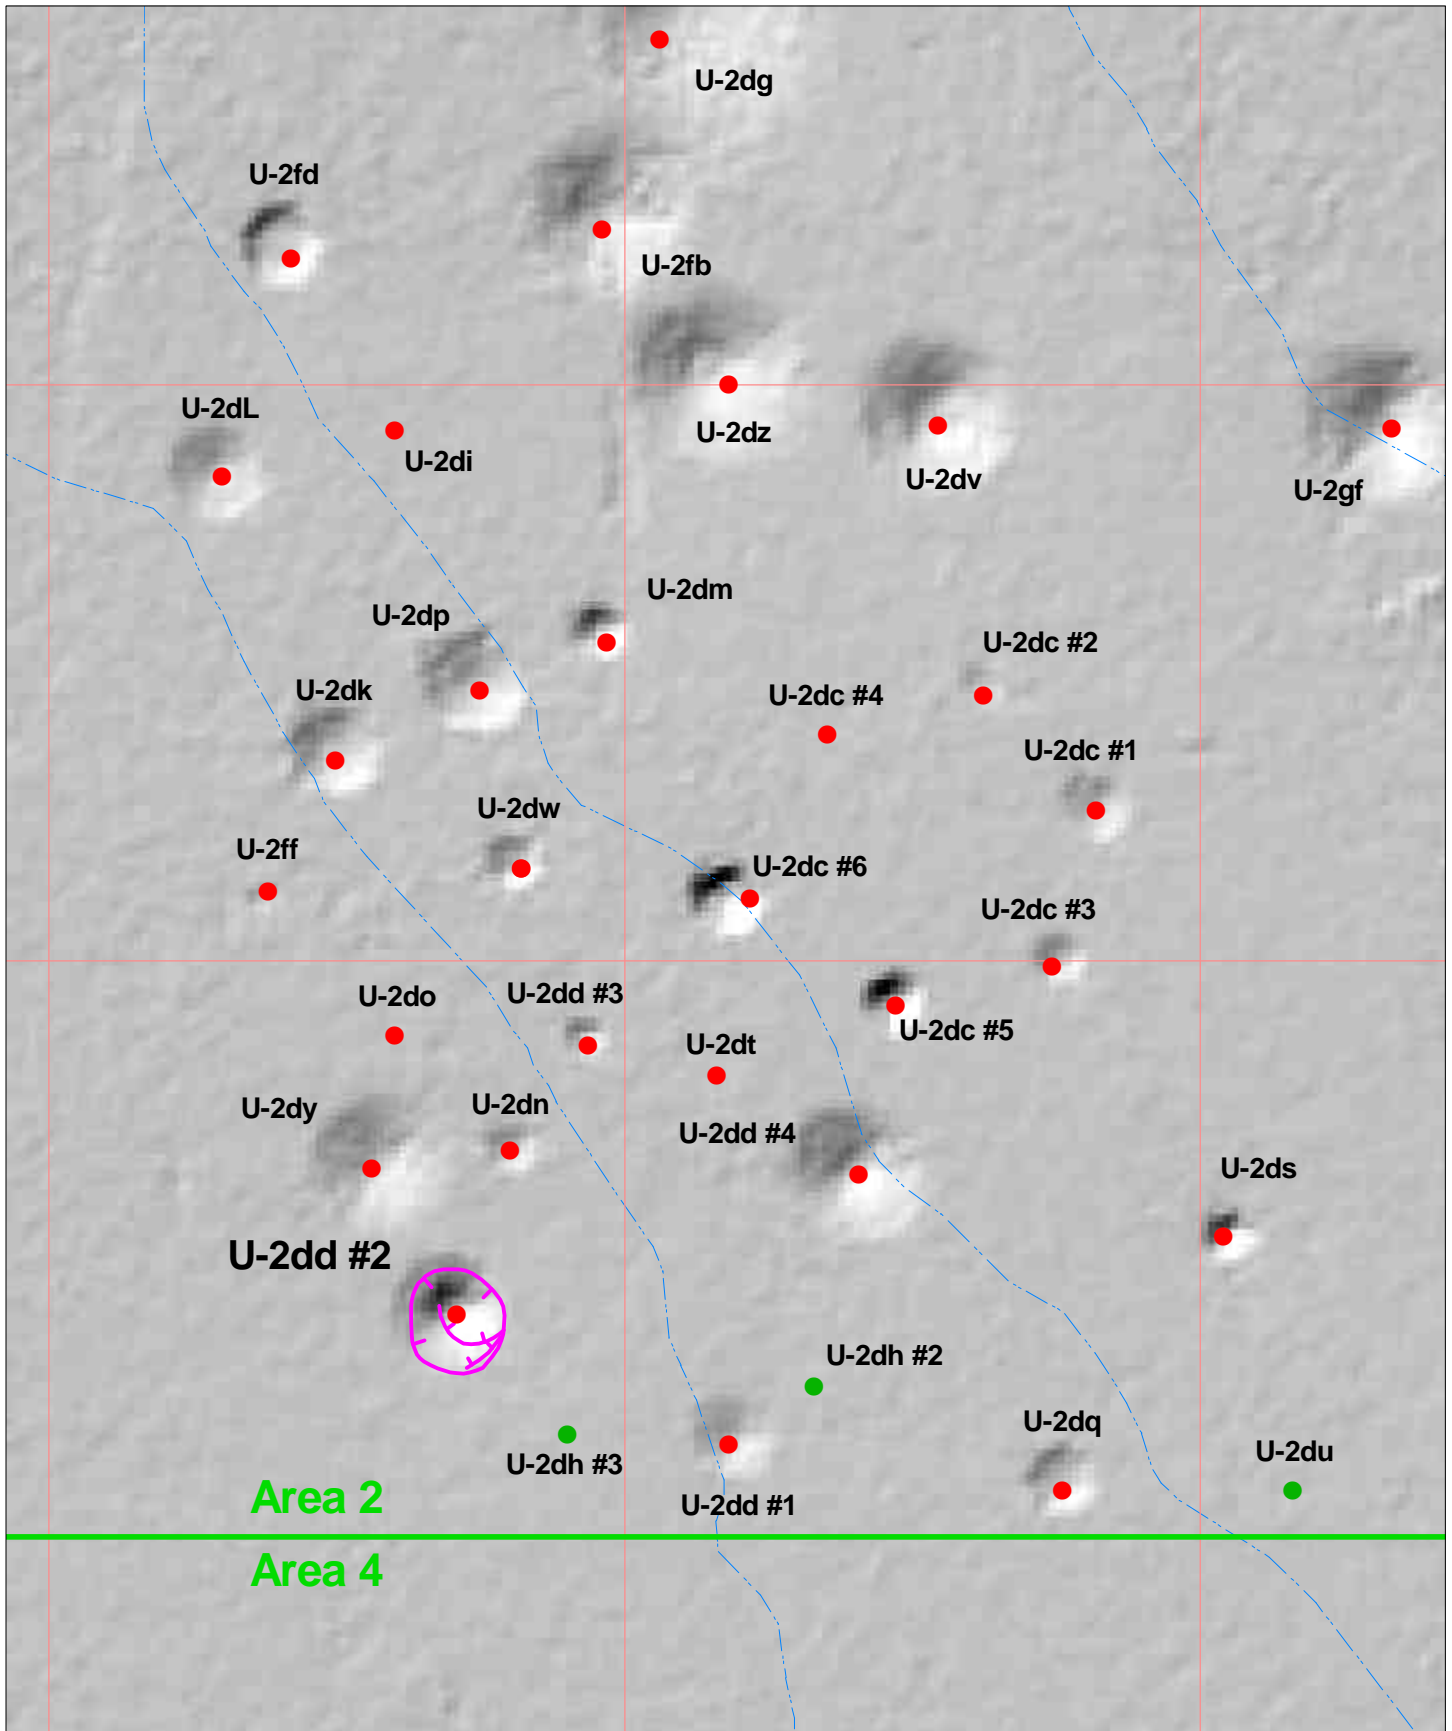 U-2dg
U-2fd
U-2fb
U-2dL
U-2dz
U-2di
U-2dv
U-2gf
U-2dm
U-2dp
U-2dc #2
U-2dk
U-2dc #4
U-2dc #1
U-2dw
U-2ff
U-2dc #6
U-2dc #3
U-2do
U-2dd #3
U-2dc #5
U-2dt
U-2dy
U-2dn
U-2dd #4
U-2ds
U-2dd #2
U-2dh #2
U-2dq
U-2du
U-2dh #3
U-2dd #1
Area 2
Area 4